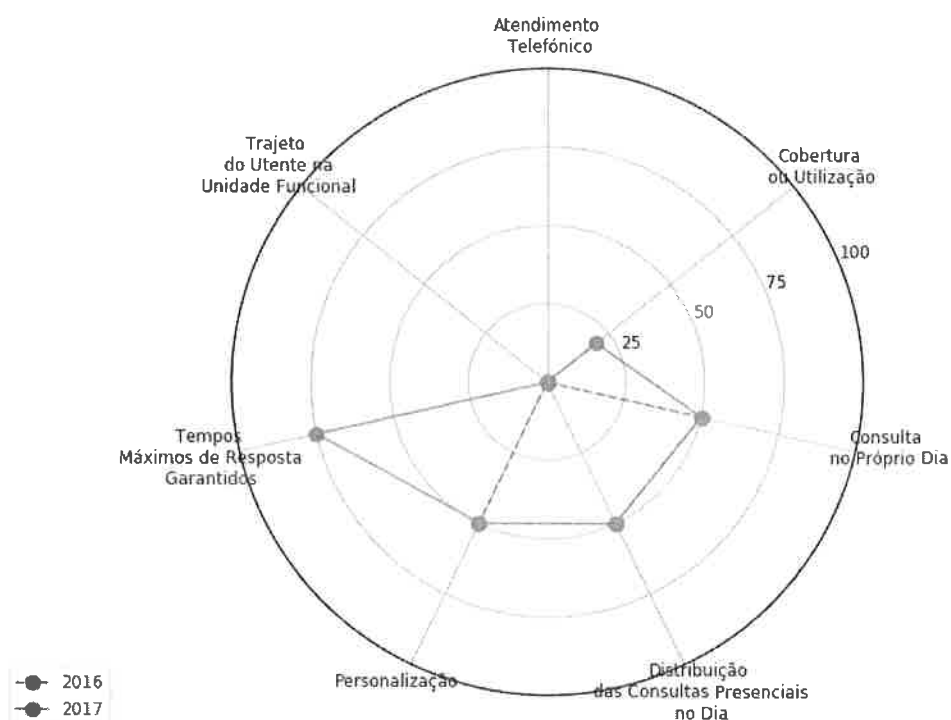 Atendimento
Telefónico
Trajeto
do Utente na
Unidade Funcional
Cobertura
ou Utilização
100
75
50
25
Tempos
Máximos de Resposta
Garantidos
Consulta
no Próprio Dia
Personalização
Distribuição
das Consultas Presenciais
no Dia
2016
2017